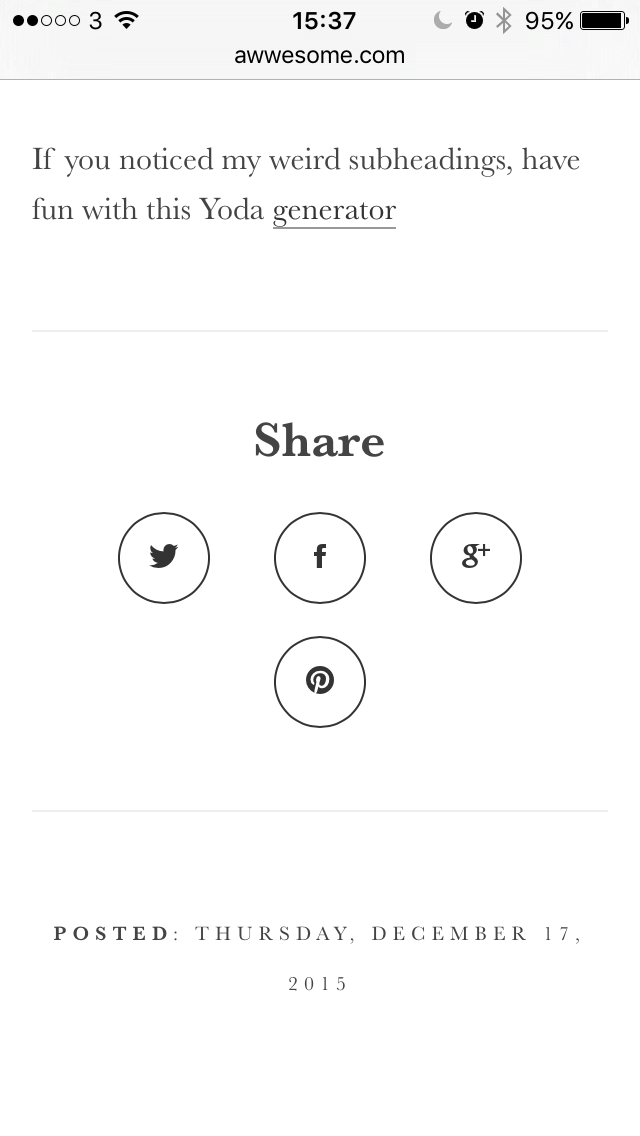 3 15:37 95%
awwesome.com
If you noticed my weird subheadings, have
fun with this Yoda generator
Share
f g+
POSTED: THURSDAY, DECEMBER 17,
2015